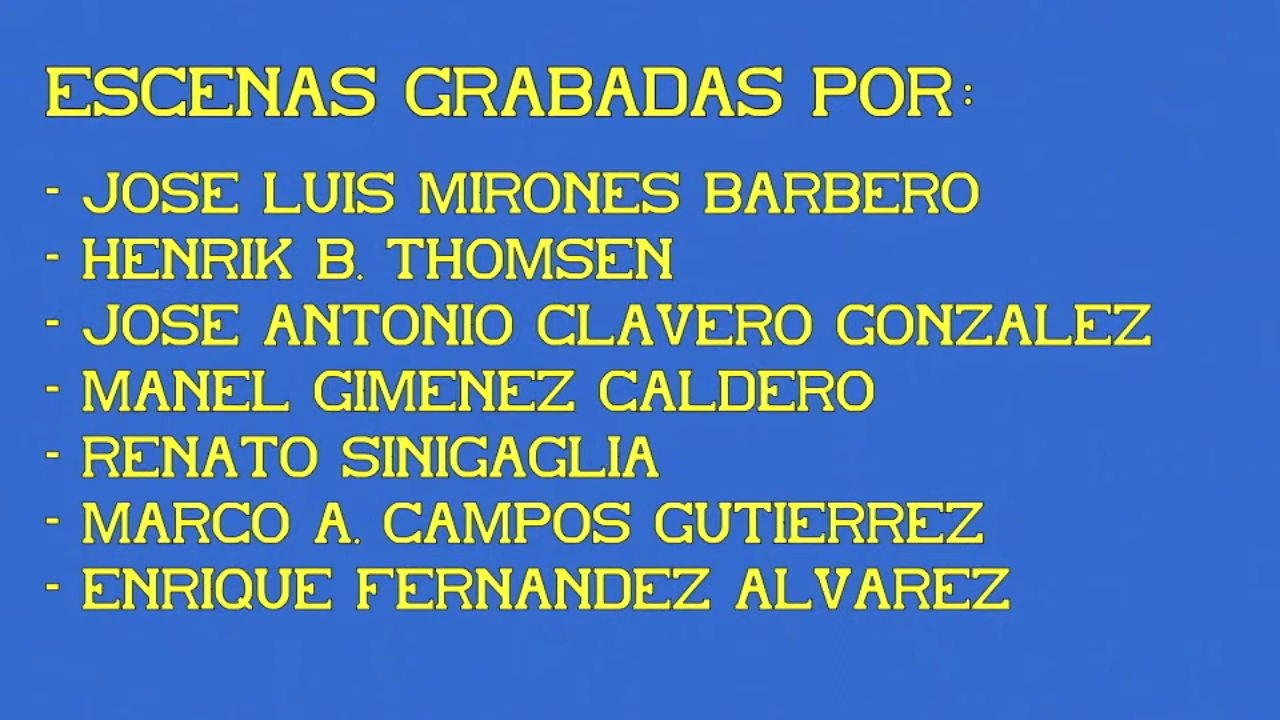 ESCENAS GRABADAS POR:
- JOSE LUIS MIRONES BARBERO
- HENRIK B. THOMSEN
- JOSE ANTONIO CLAVERO GONZALEZ
- MANEL GIMENEZ CALDERO
- RENATO SINIGAGLIA
- MARCO A. CAMPOS GUTIERREZ
- ENRIQUE FERNANDEZ ALVAREZ